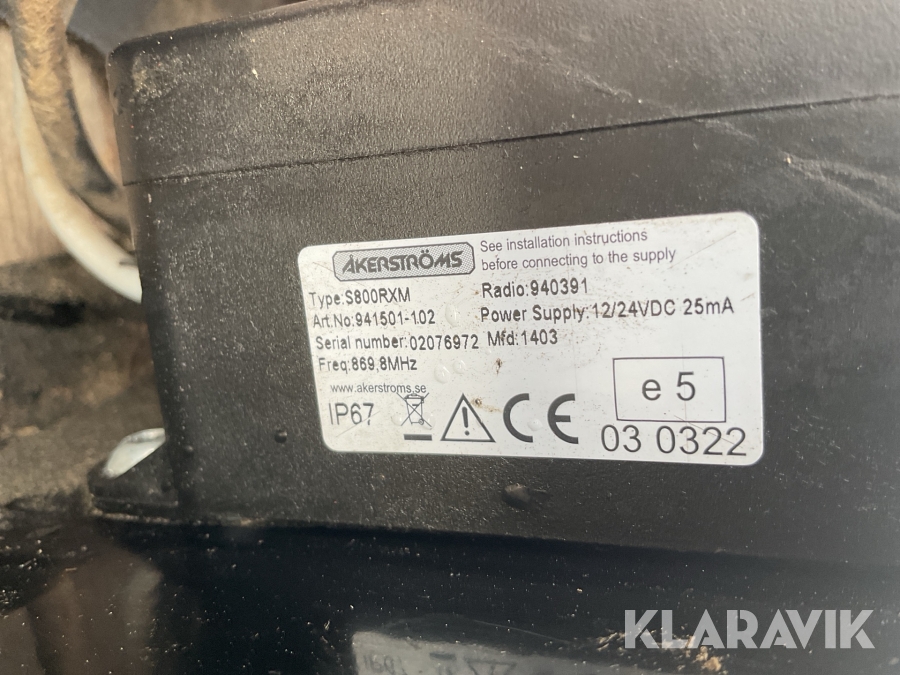 ÅKERSTRÖMS
See installation instructions
before connecting to the supply
Type:S800RXM
Radio:940391
Art.No:941501-1.02
Power Supply:12/24VDC 25mA
Serial number:02076972 Mfd:1403
Freq:869,8MHz
www.akerstroms.se
IP67
CE
e 5
03 0322
KLARAVIK